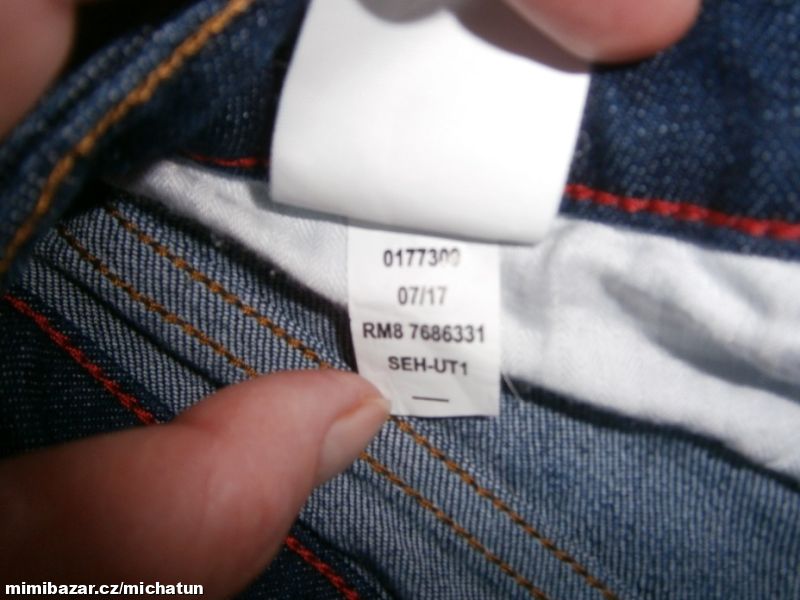 0177300
07/17
RM8 7686331
SEH-UT1
mimibazar.cz/michatun